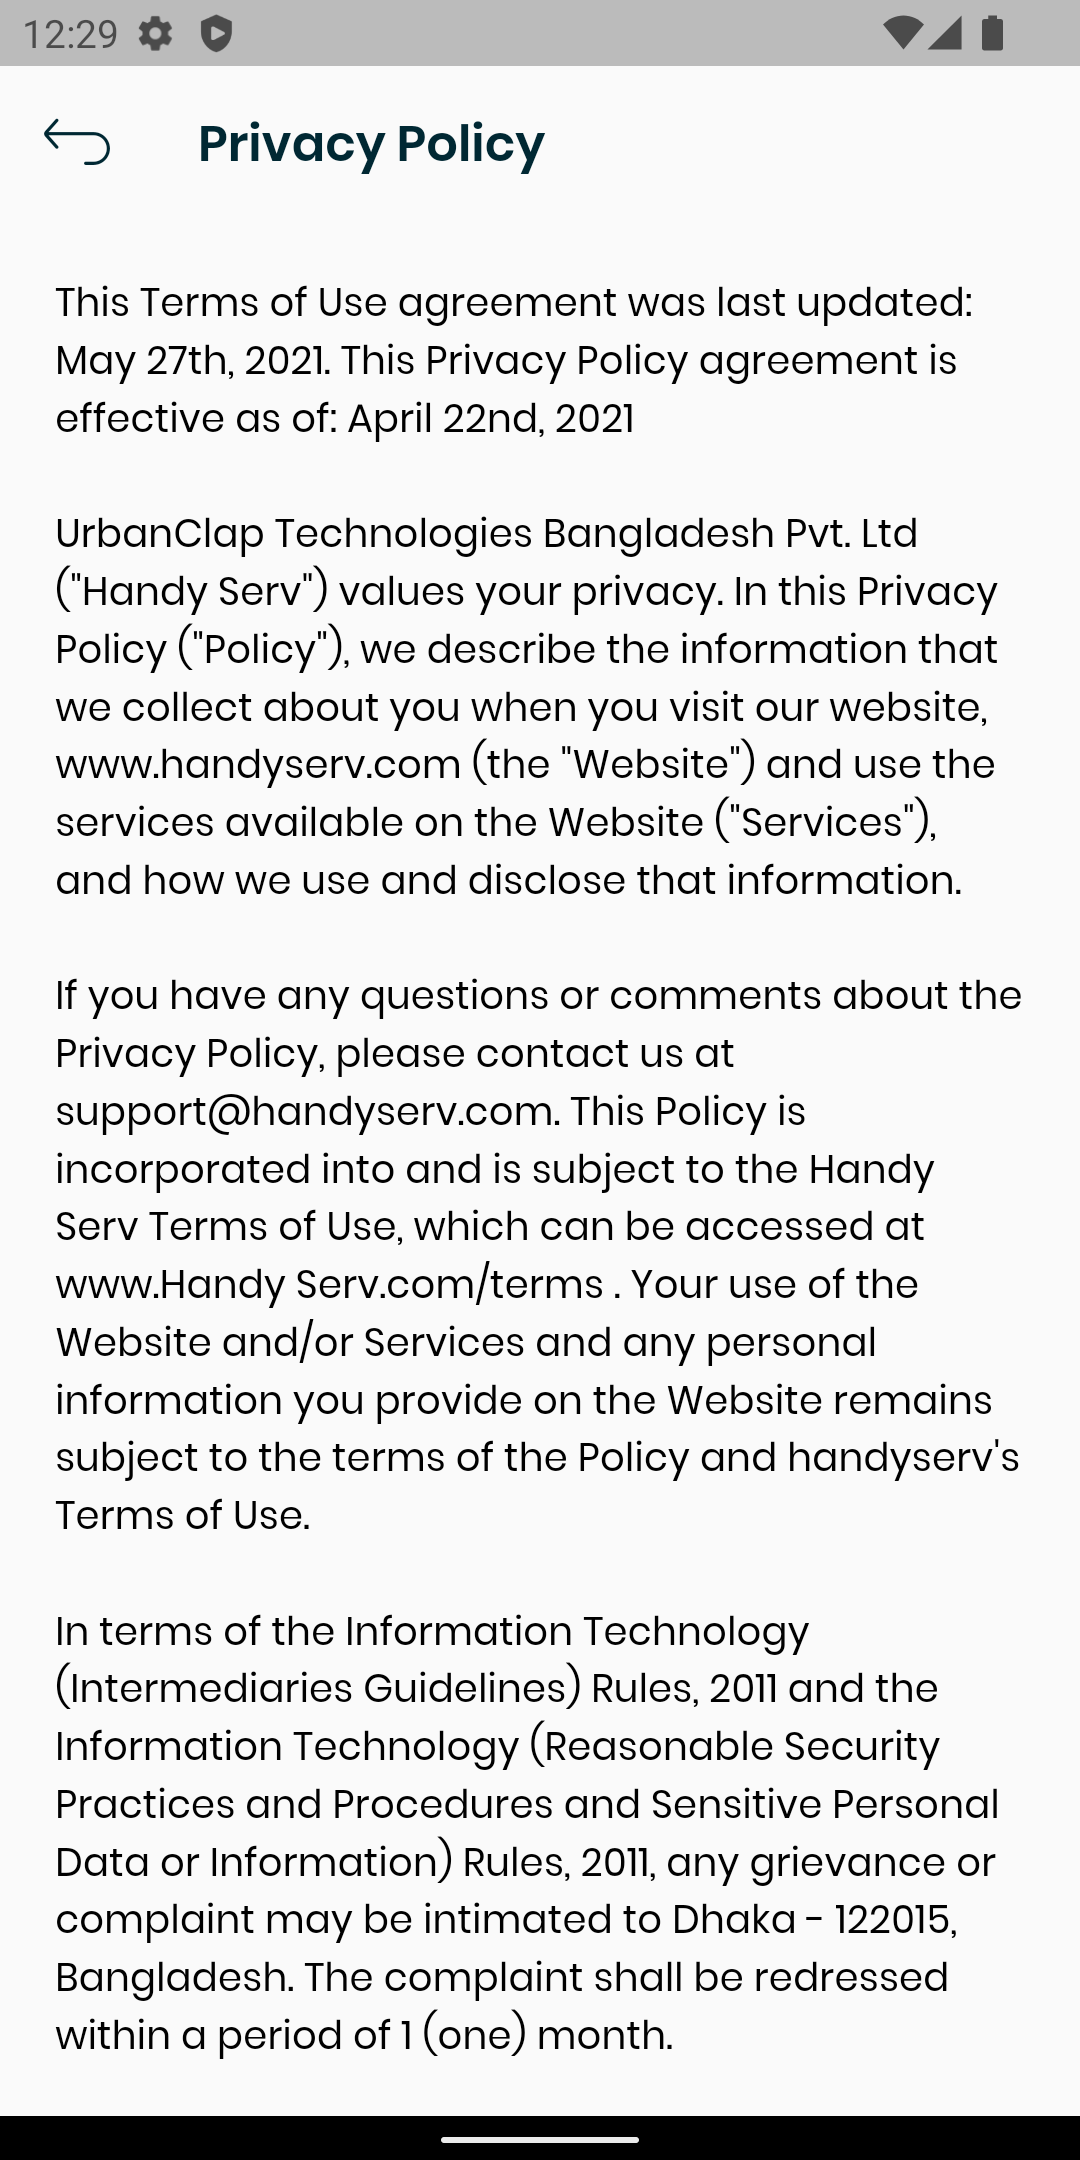 12:29
Privacy Policy
This Terms of Use agreement was last updated:
May 27th, 2021. This Privacy Policy agreement is
effective as of: April 22nd, 2021
UrbanClap Technologies Bangladesh Pvt. Ltd
("Handy Serv") values your privacy. In this Privacy
Policy ("Policy"), we describe the information that
we collect about you when you visit our website,
www.handyserv.com (the "Website") and use the
services available on the Website ("Services"),
and how we use and disclose that information.
If you have any questions or comments about the
Privacy Policy, please contact us at
support@handyserv.com. This Policy is
incorporated into and is subject to the Handy
Serv Terms of Use, which can be accessed at
www.Handy Serv.com/terms . Your use of the
Website and/or Services and any personal
information you provide on the Website remains
subject to the terms of the Policy and handyserv's
Terms of Use.
In terms of the Information Technology
(Intermediaries Guidelines) Rules, 2011 and the
Information Technology (Reasonable Security
Practices and Procedures and Sensitive Personal
Data or Information) Rules, 2011, any grievance or
complaint may be intimated to Dhaka - 122015,
Bangladesh. The complaint shall be redressed
within a period of 1 (one) month.